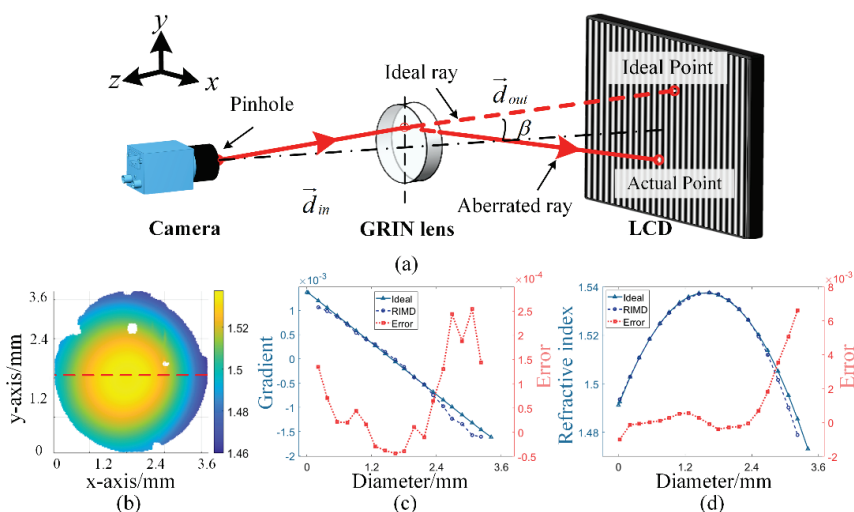 y
z
x
Pinhole
Ideal ray
d out
Ideal Point
β
d in
Aberrated ray
Actual Point
Camera
GRIN lens
LCD
(a)
y-axis/mm
3.6
2.4
1.2
0
0 1.2 2.4 3.6
x-axis/mm
1.52
1.50
1.48
1.46
(b)
×10⁻³
×10⁻⁴
Gradient
1
0.5
0
-0.5
-1
-1.5
-2
Ideal
RIMD
Error
3
2.5
2
1.5
1
0.5
0
-0.5
Error
0 1.2 2.4 3.6
Diameter/mm
(c)
×10⁻³
Refractive index
1.54
1.52
1.5
1.48
Ideal
RIMD
Error
8
6
4
2
0
-2
Error
0 1.2 2.4 3.6
Diameter/mm
(d)